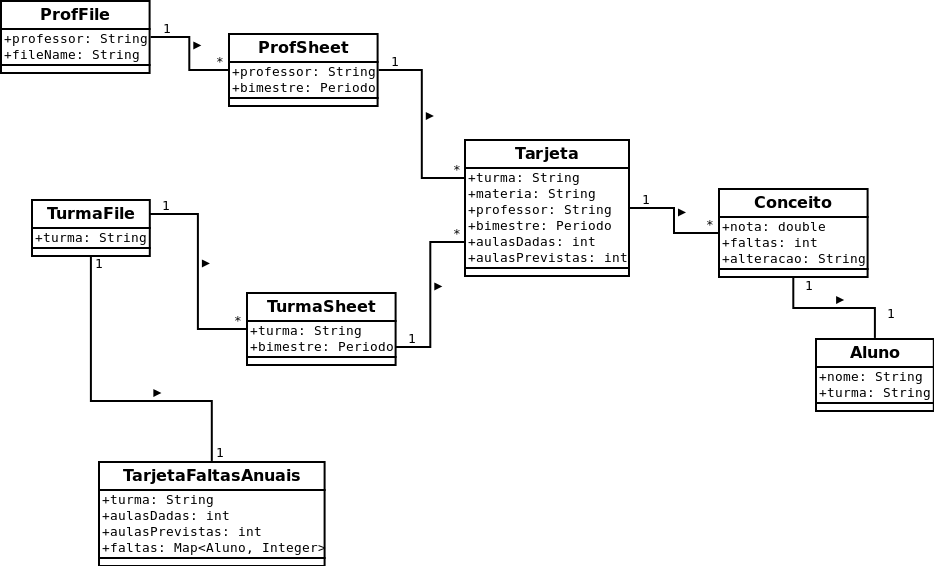 ProfFile
+professor: String
+fileName: String
1
*
ProfSheet
+professor: String
+bimestre: Periodo
1
*
Tarjeta
+turma: String
+materia: String
+professor: String
+bimestre: Periodo
+aulasDadas: int
+aulasPrevistas: int
1
*
Conceito
+nota: double
+faltas: int
+alteracao: String
1
1
Aluno
+nome: String
+turma: String
TurmaFile
+turma: String
1
*
1
TurmaSheet
+turma: String
+bimestre: Periodo
1
*
1
TarjetaFaltasAnuais
+turma: String
+aulasDadas: int
+aulasPrevistas: int
+faltas: Map<Aluno, Integer>